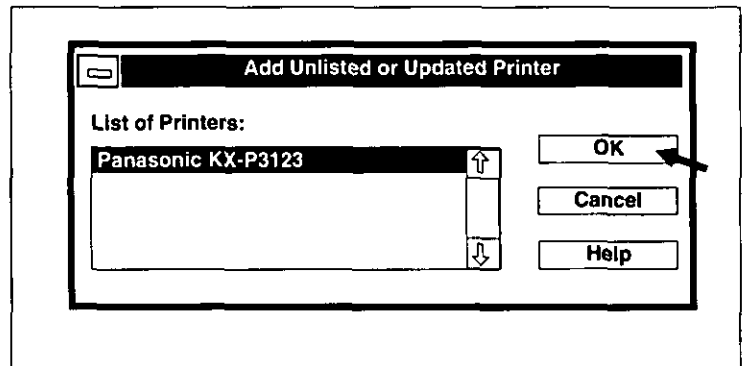 Add Unlisted or Updated Printer
List of Printers:
Panasonic KX-P3123
OK
Cancel
Help